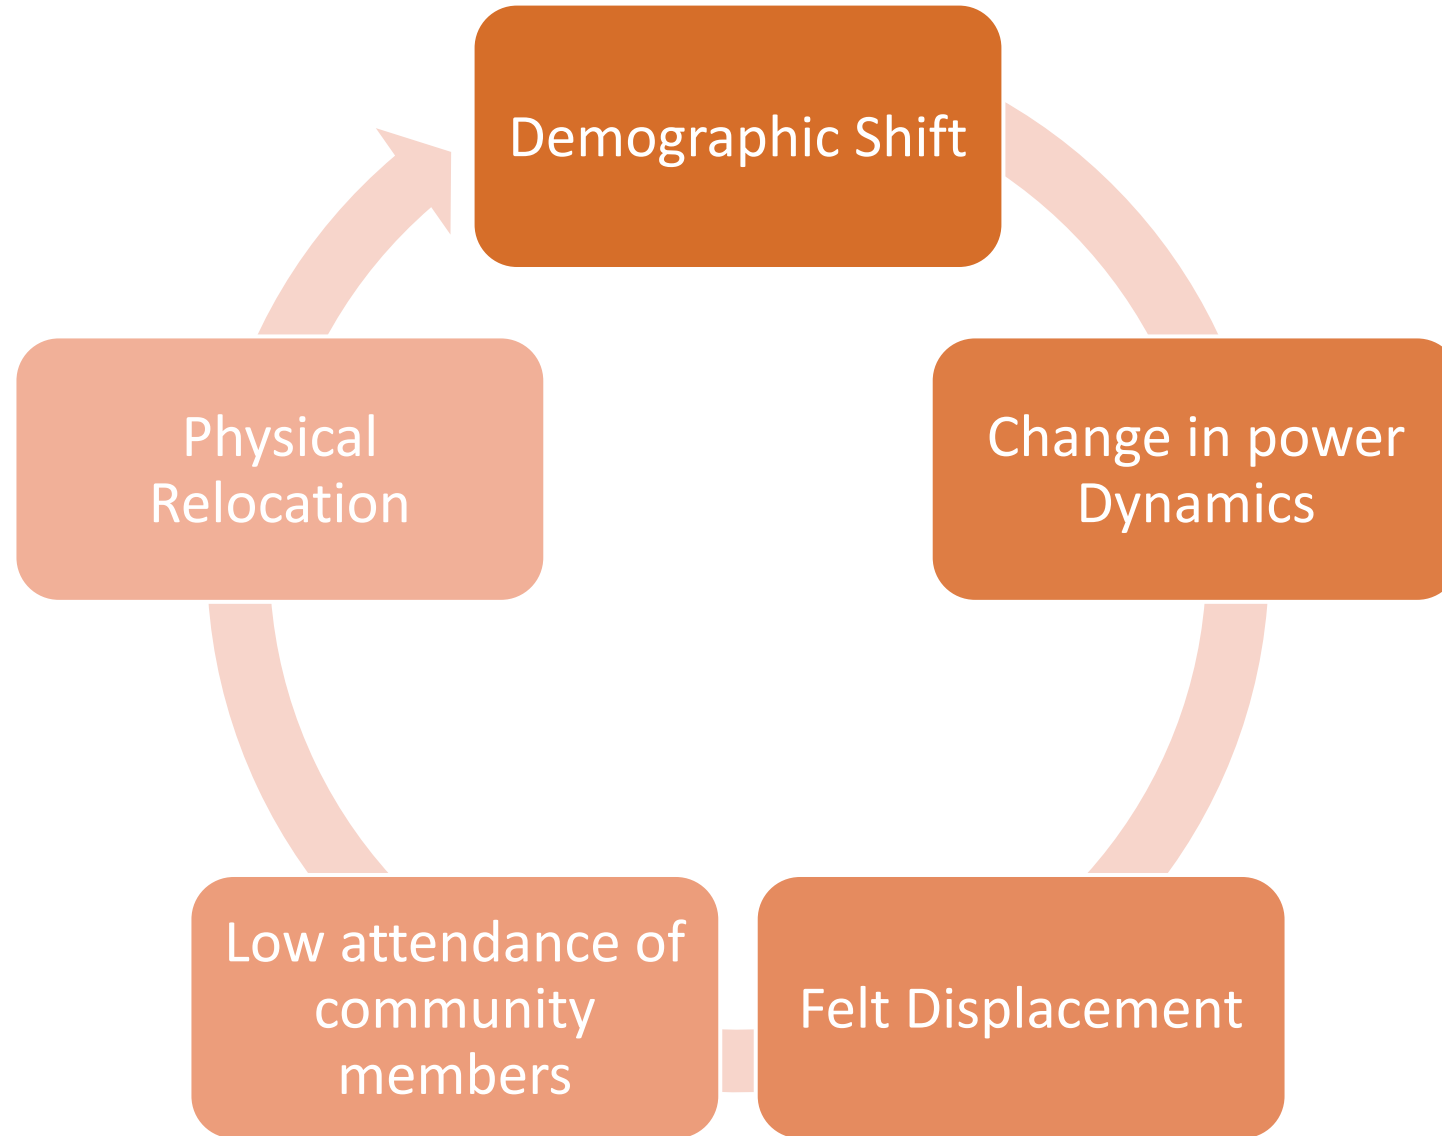 Demographic Shift
Change in power
Dynamics
Felt Displacement
Low attendance of
community
members
Physical
Relocation